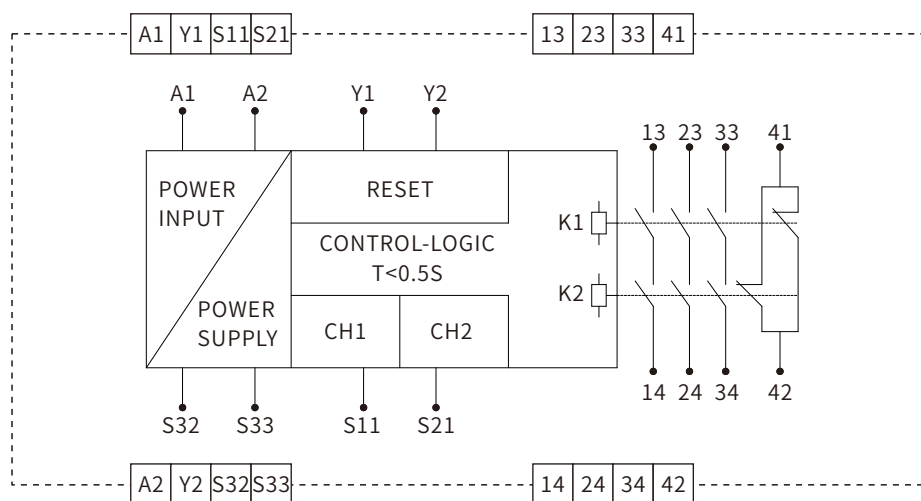 A1 Y1 S11 S21 13 23 33 41
A1 A2 Y1 Y2
13 23 33 41
POWER RESET
INPUT
K1
CONTROL-LOGIC
T<0.5S
K2
POWER
SUPPLY CH1 CH2
14 24 34 42
S32 S33 S11 S21
A2 Y2 S32 S33 14 24 34 42